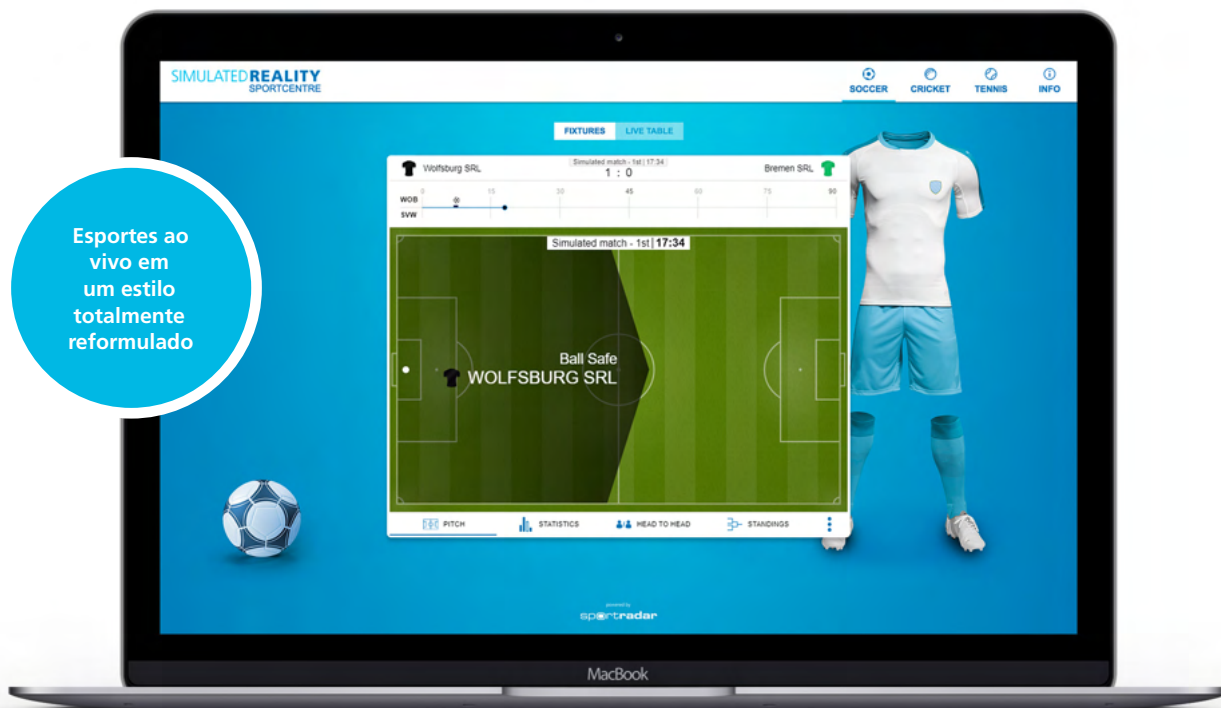 SIMULATED REALITY
SPORTCENTRE
SOCCER CRICKET TENNIS INFO
FIXTURES LIVE TABLE
Wolfsburg SRL
Simulated match - 1st | 17:34
1 : 0
Bremen SRL
0 15 30 45 60 75 90
WOB
SVW
Simulated match - 1st | 17:34
Esportes ao
vivo em
um estilo
totalmente
reformulado
Ball Safe
WOLFSBURG SRL
PITCH STATISTICS HEAD TO HEAD STANDINGS
powered by
sportradar
MacBook